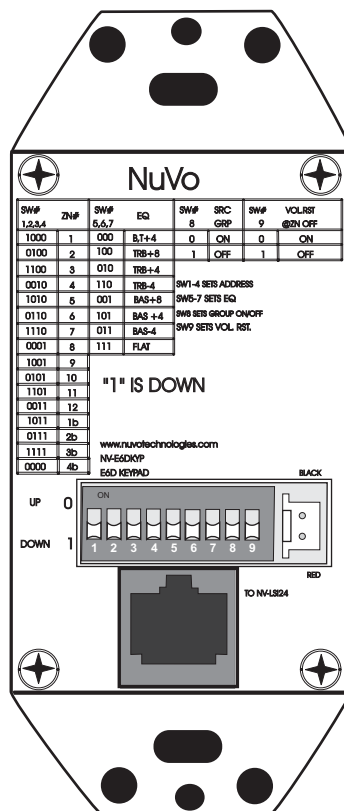 NuVo
SW# 1,2,3,4 ZN# SW# 5,6,7 EQ SW# 8 SRC GRP SW# 9 VOL.RST @ZN OFF
1000 1 000 B,T+4 0 ON 0 ON
0100 2 100 TRB+8 1 OFF 1 OFF
1100 3 010 TRB+4
0010 4 110 TRB-4 SW1-4 SETS ADDRESS
1010 5 001 BAS+8 SW5-7 SETS EQ
0110 6 101 BAS +4 SW8 SETS GROUP ON/OFF
1110 7 011 BAS-4 SW9 SETS VOL. RST.
0001 8 111 FLAT
1001 9
0101 10
1101 11
0011 12
1011 1b
0111 2b
1111 3b
0000 4b
"1" IS DOWN
www.nuvotechnologies.com
NV-E6DKYP
E6D KEYPAD
BLACK
UP 0
ON
DOWN 1
1 2 3 4 5 6 7 8 9
RED
TO NV-LSI24